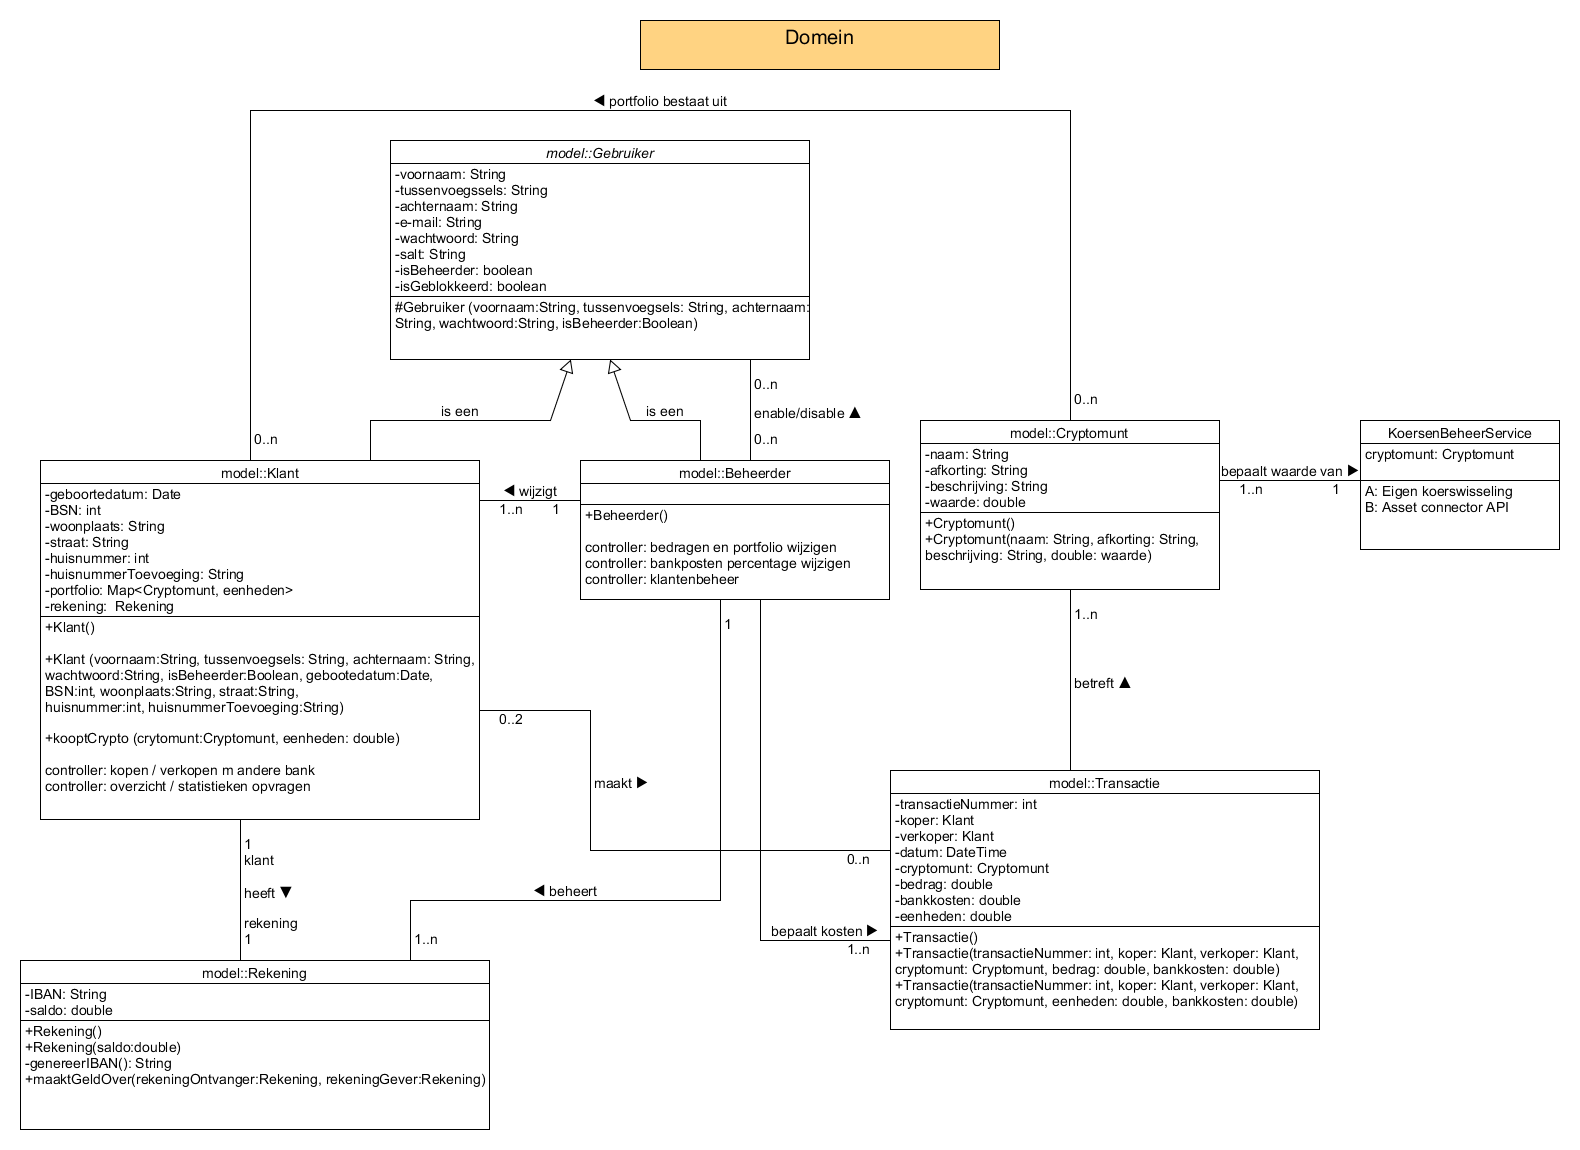 Domein
◀ portfolio bestaat uit
model::Gebruiker
-voornaam: String
-tussenvoegssels: String
-achternaam: String
-e-mail: String
-wachtwoord: String
-salt: String
-isBeheerder: boolean
-isGeblokkeerd: boolean
#Gebruiker (voornaam:String, tussenvoegsels: String, achternaam:
String, wachtwoord:String, isBeheerder:Boolean)
0..n
enable/disable ▲
0..n
is een
is een
0..n
0..n
model::Klant
-geboortedatum: Date
-BSN: int
-woonplaats: String
-straat: String
-huisnummer: int
-huisnummerToevoeging: String
-portfolio: Map<Cryptomunt, eenheden>
-rekening:  Rekening
+Klant()
+Klant (voornaam:String, tussenvoegsels: String, achternaam: String,
wachtwoord:String, isBeheerder:Boolean, gebootedatum:Date,
BSN:int, woonplaats:String, straat:String,
huisnummer:int, huisnummerToevoeging:String)
+kooptCrypto (crytomunt:Cryptomunt, eenheden: double)
controller: kopen / verkopen m andere bank
controller: overzicht / statistieken opvragen
◀ wijzigt
1..n 1
model::Beheerder
+Beheerder()
controller: bedragen en portfolio wijzigen
controller: bankposten percentage wijzigen
controller: klantenbeheer
model::Cryptomunt
-naam: String
-afkorting: String
-beschrijving: String
-waarde: double
+Cryptomunt()
+Cryptomunt(naam: String, afkorting: String,
beschrijving: String, double: waarde)
bepaalt waarde van ▶
1..n 1
KoersenBeheerService
cryptomunt: Cryptomunt
A: Eigen koerswisseling
B: Asset connector API
1
1..n
betreft ▲
0..2
maakt ▶
0..n
model::Transactie
-transactieNummer: int
-koper: Klant
-verkoper: Klant
-datum: DateTime
-cryptomunt: Cryptomunt
-bedrag: double
-bankkosten: double
-eenheden: double
+Transactie()
+Transactie(transactieNummer: int, koper: Klant, verkoper: Klant,
cryptomunt: Cryptomunt, bedrag: double, bankkosten: double)
+Transactie(transactieNummer: int, koper: Klant, verkoper: Klant,
cryptomunt: Cryptomunt, eenheden: double, bankkosten: double)
1
klant
heeft ▼
rekening
1
◀ beheert
1..n
bepaalt kosten ▶
1..n
model::Rekening
-IBAN: String
-saldo: double
+Rekening()
+Rekening(saldo:double)
-genereerIBAN(): String
+maaktGeldOver(rekeningOntvanger:Rekening, rekeningGever:Rekening)